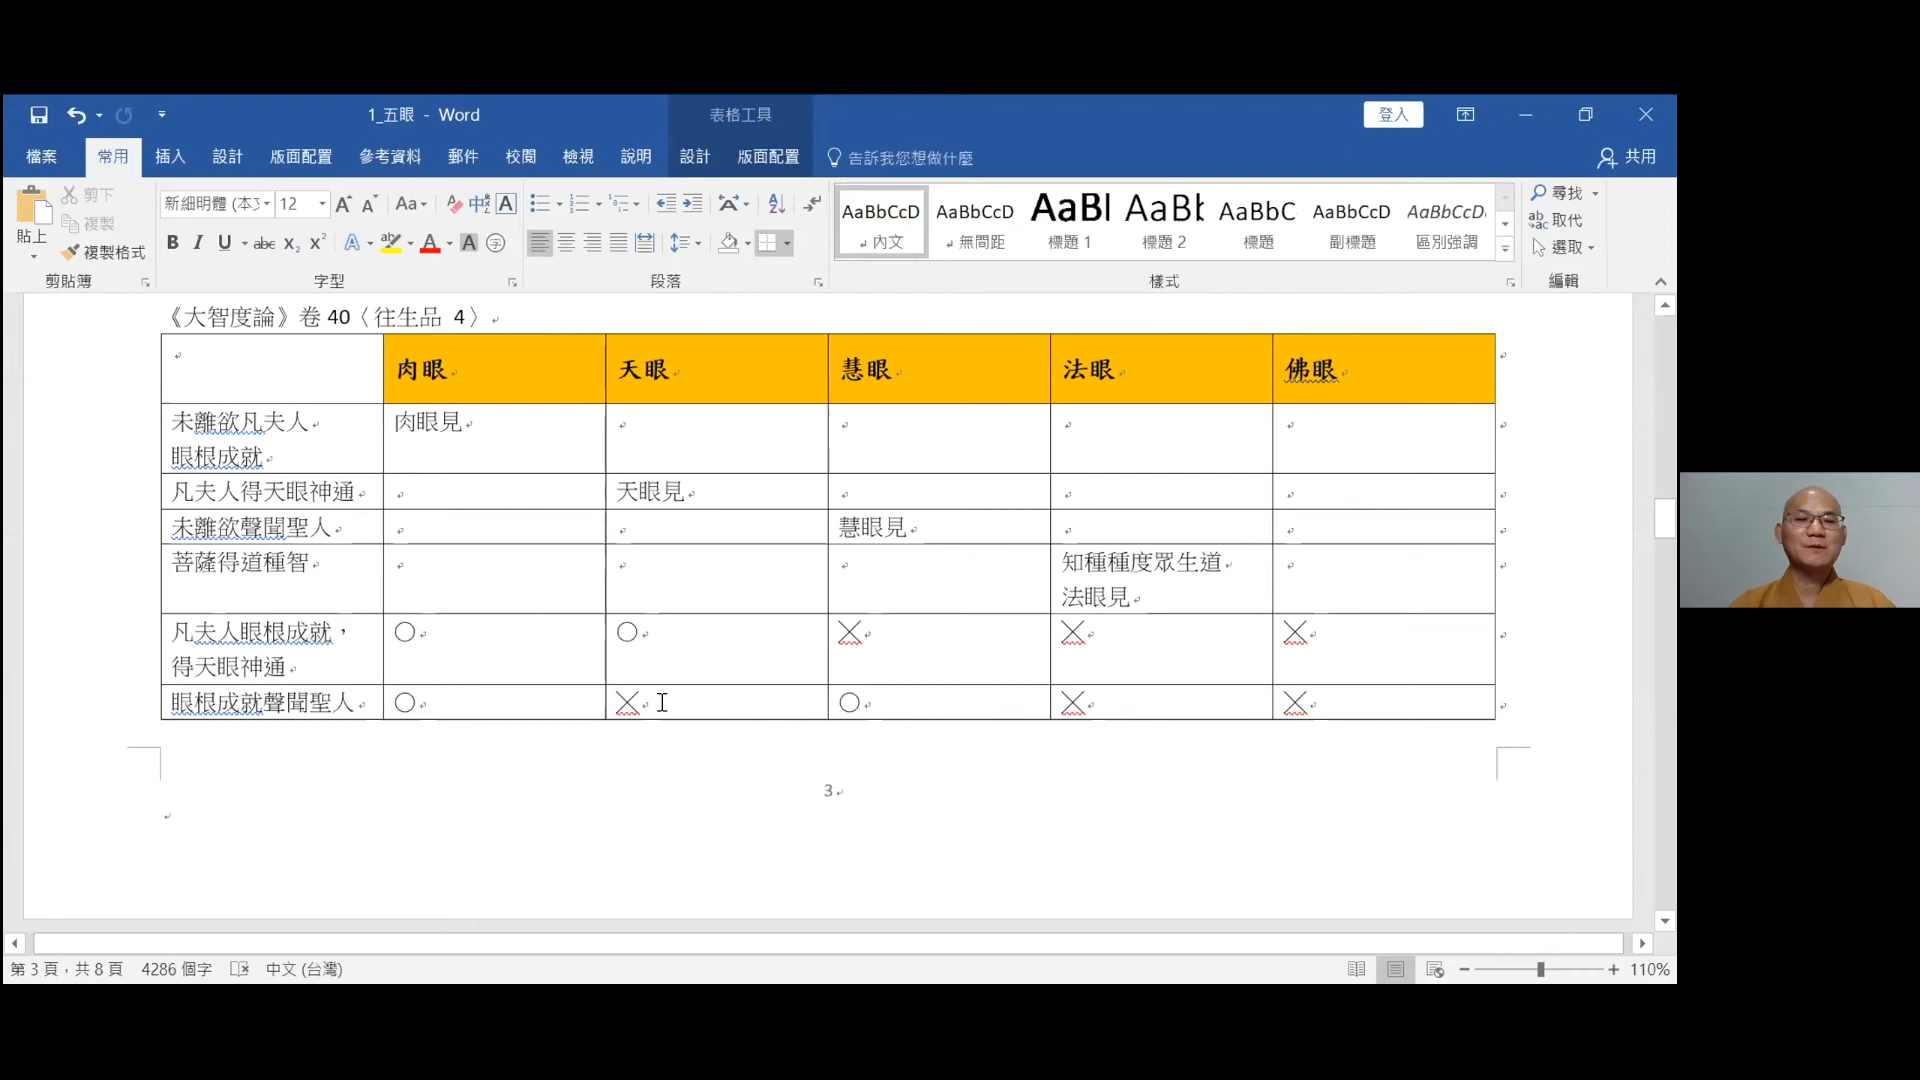 1_五眼 - Word
表格工具
登入
檔案 常用 插入 設計 版面配置 參考資料 郵件 校閱 檢視 說明 設計 版面配置 告訴我您想做什麼 共用
貼上
剪下
複製
複製格式
剪貼簿
新細明體 (本文 12
字型
段落
AaBbCcD AaBbCcD AaBl AaBt AaBbC AaBbCcD AaBbCcD
內文 無間距 標題 1 標題 2 標題 副標題 區別強調
樣式
尋找
取代
選取
編輯
《大智度論》卷 40〈往生品 4〉
肉眼 天眼 慧眼 法眼 佛眼
未離欲凡夫人 肉眼見
眼根成就
凡夫人得天眼神通 天眼見
未離欲聲聞聖人 慧眼見
菩薩得道種智 知種種度眾生道
法眼見
凡夫人眼根成就, ○ ○ ╳ ╳ ╳
得天眼神通
眼根成就聲聞聖人 ○ ╳ ○ ╳ ╳
3
第 3 頁,共 8 頁 4286 個字 中文 (台灣) 110%